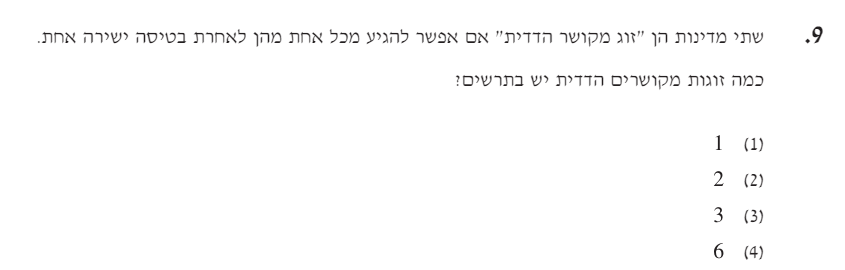 9. שתי מדינות הן "זוג מקושר הדדית" אם אפשר להגיע מכל אחת מהן לאחרת בטיסה ישירה אחת.
כמה זוגות מקושרים הדדית יש בתרשים?
(1) 1
(2) 2
(3) 3
(4) 6